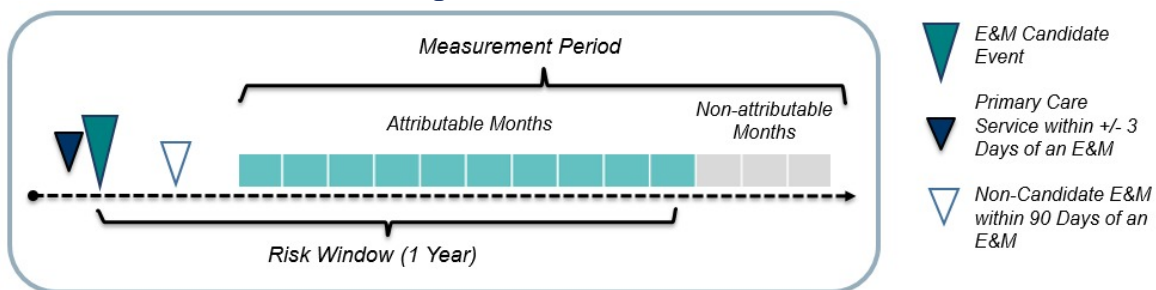 Measurement Period
Attributable Months
Non-attributable
Months
Risk Window (1 Year)
E&M Candidate
Event
Primary Care
Service within +/- 3
Days of an E&M
Non-Candidate E&M
within 90 Days of an
E&M